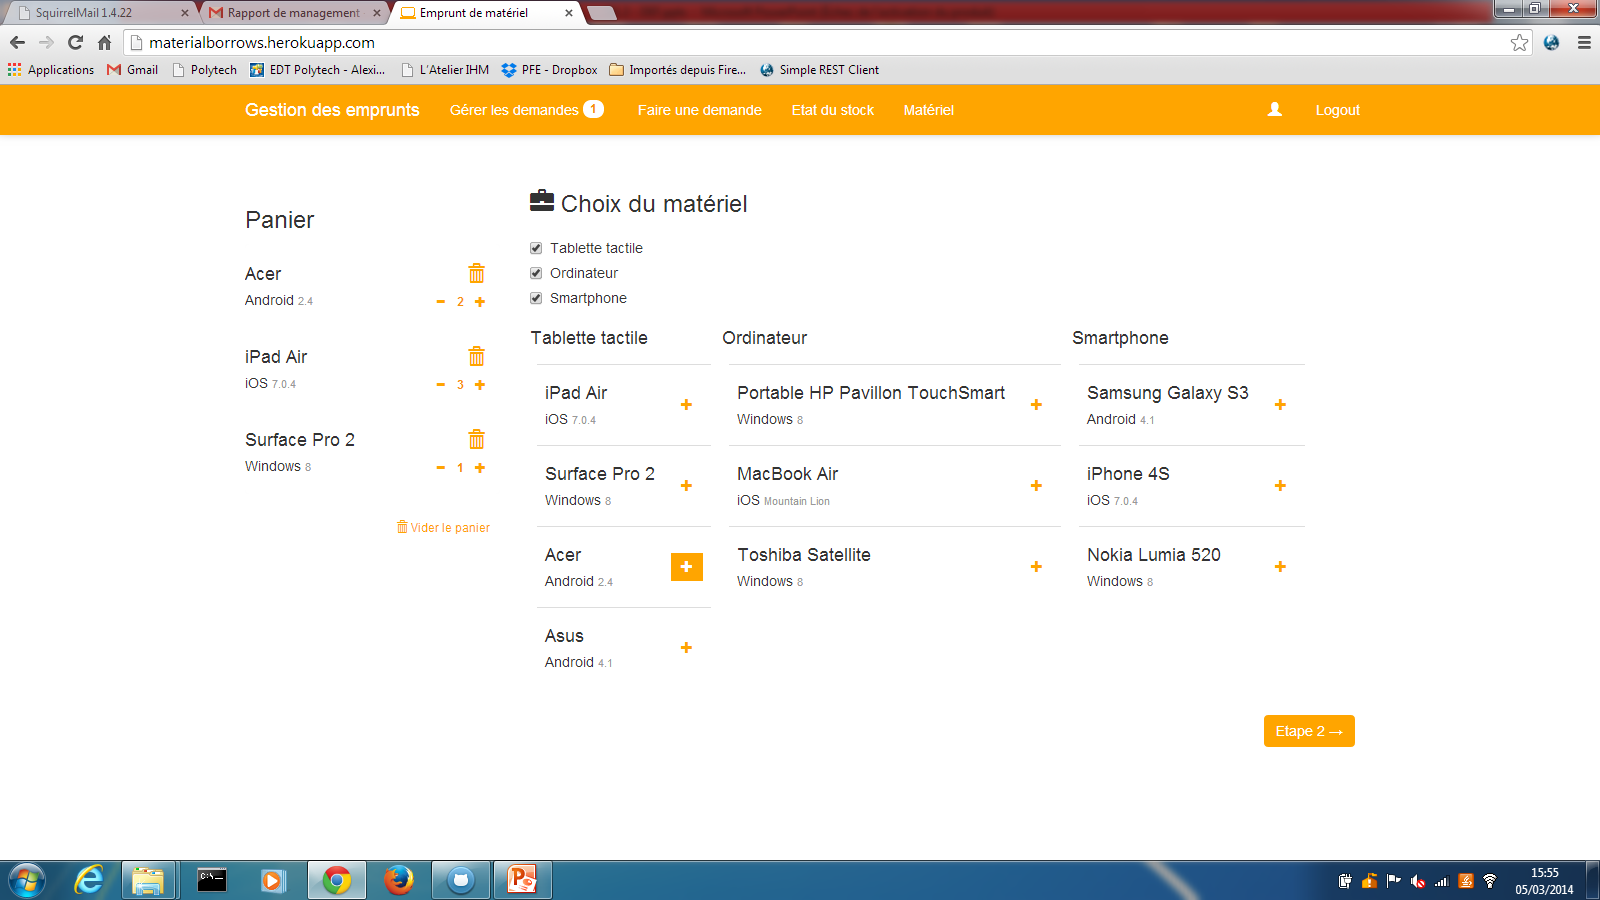 SquirrelMail 1.4.22
Rapport de management
Emprunt de matériel
materialborrows.herokuapp.com
Applications
Gmail
Polytech
EDT Polytech - Alexi...
L'Atelier IHM
PFE - Dropbox
Importés depuis Fire...
Simple REST Client
Gestion des emprunts
Gérer les demandes 1
Faire une demande
Etat du stock
Matériel
Logout
Panier
Acer
Android 2.4
2
iPad Air
iOS 7.0.4
3
Surface Pro 2
Windows 8
1
Vider le panier
Choix du matériel
Tablette tactile
Ordinateur
Smartphone
Tablette tactile
iPad Air
iOS 7.0.4
Surface Pro 2
Windows 8
Acer
Android 2.4
Asus
Android 4.1
Ordinateur
Portable HP Pavillon TouchSmart
Windows 8
MacBook Air
iOS Mountain Lion
Toshiba Satellite
Windows 8
Smartphone
Samsung Galaxy S3
Android 4.1
iPhone 4S
iOS 7.0.4
Nokia Lumia 520
Windows 8
Etape 2 →
15:55
05/03/2014